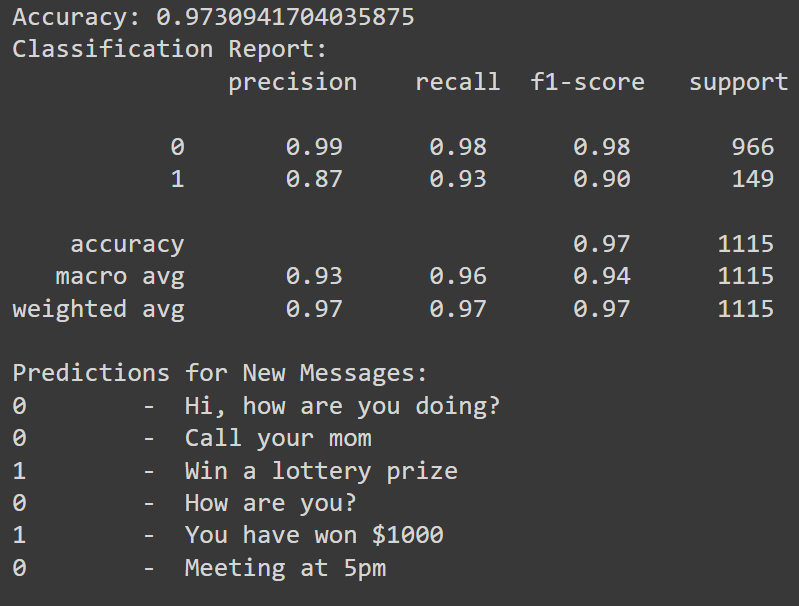 Accuracy: 0.9730941704035875
Classification Report:
precision recall f1-score support
0 0.99 0.98 0.98 966
1 0.87 0.93 0.90 149
accuracy 0.97 1115
macro avg 0.93 0.96 0.94 1115
weighted avg 0.97 0.97 0.97 1115
Predictions for New Messages:
0 - Hi, how are you doing?
0 - Call your mom
1 - Win a lottery prize
0 - How are you?
1 - You have won $1000
0 - Meeting at 5pm